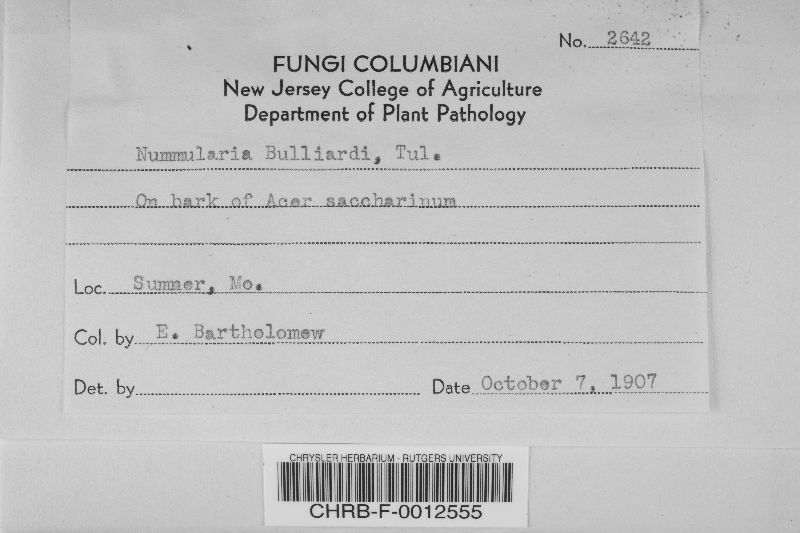 No. 2642
FUNGI COLUMBIANI
New Jersey College of Agriculture
Department of Plant Pathology
Nummularia Bulliardi, Tul.
On bark of Acer saccharinum
Loc. Sumner, Mo.
Col. by E. Bartholomew
Det. by
Date October 7, 1907
CHRYSLER HERBARIUM - RUTGERS UNIVERSITY
CHRB-F-0012555